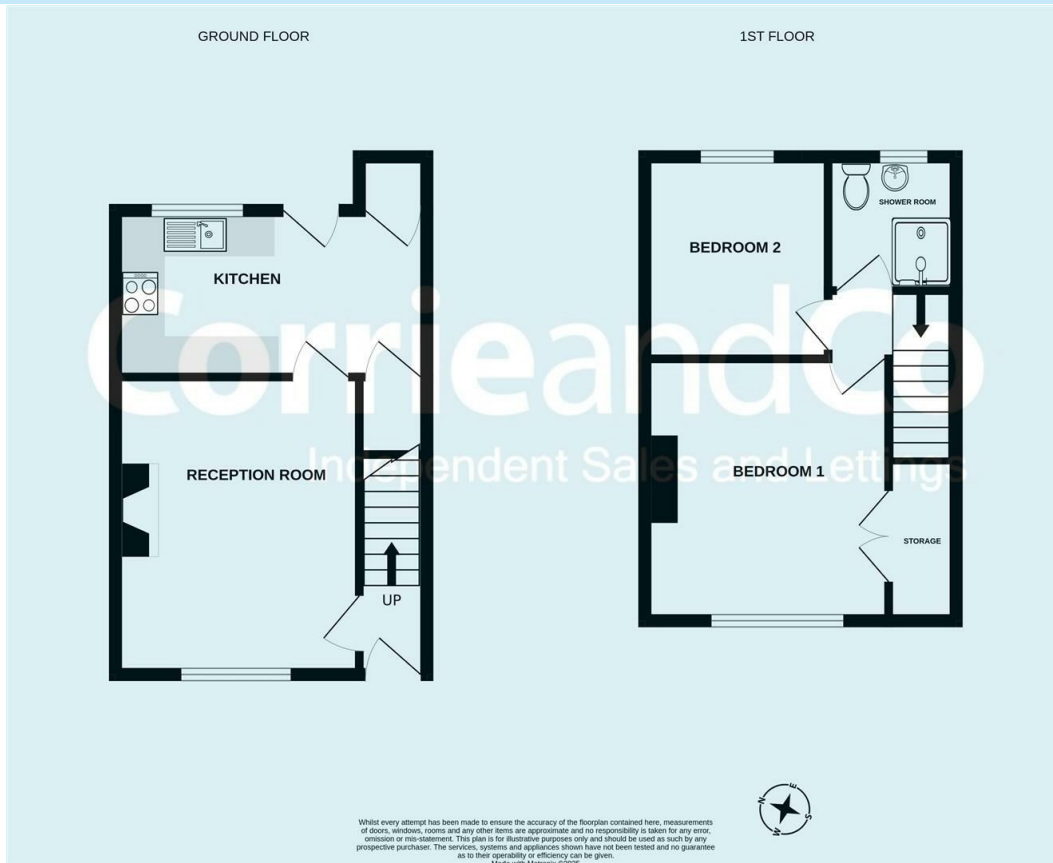 GROUND FLOOR
1ST FLOOR
SHOWER ROOM
BEDROOM 2
KITCHEN
CorrieandCo
Independent Sales and Lettings
RECEPTION ROOM
BEDROOM 1
STORAGE
UP
N
E
S
W
Whilst every attempt has been made to ensure the accuracy of the floorplan contained here, measurements
of doors, windows, rooms and any other items are approximate and no responsibility is taken for any error,
omission or mis-statement. This plan is for illustrative purposes only and should be used as such by any
prospective purchaser. The services, systems and appliances shown have not been tested and no guarantee
as to their operability or efficiency can be given.
Made with Metropix ©2025